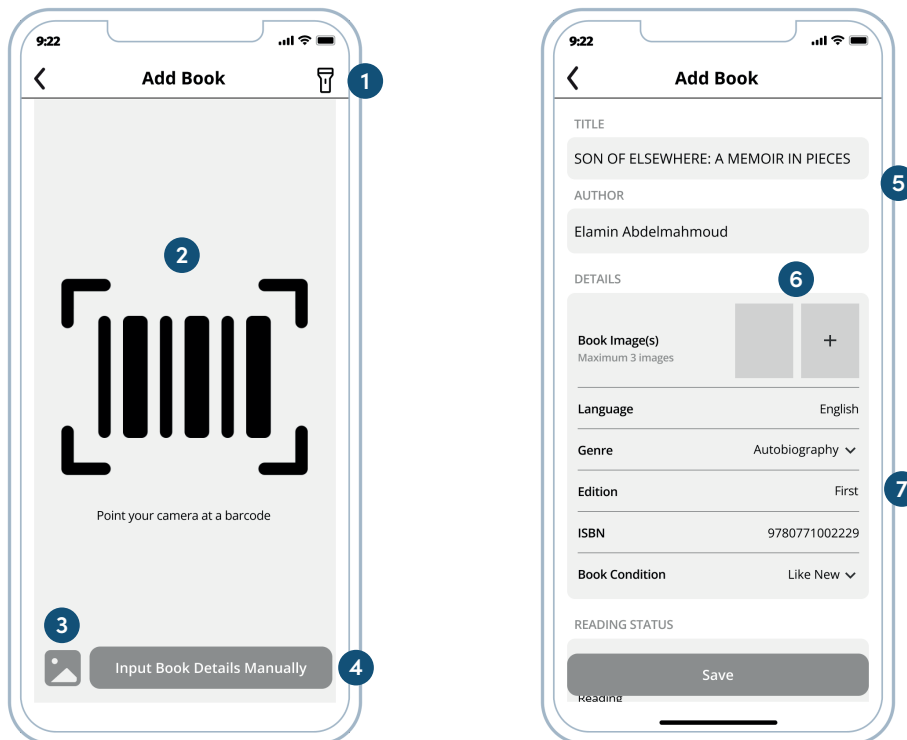 9:22
Add Book
1
2
Point your camera at a barcode
3
Input Book Details Manually
4
9:22
Add Book
TITLE
SON OF ELSEWHERE: A MEMOIR IN PIECES
5
AUTHOR
Elamin Abdelmahmoud
DETAILS
6
Book Image(s)
Maximum 3 images
+
Language English
Genre Autobiography
Edition First
7
ISBN 9780771002229
Book Condition Like New
READING STATUS
Save
Reading